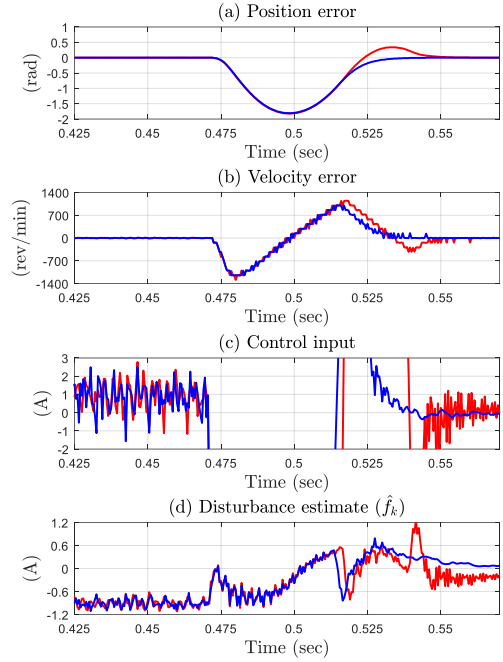 (a) Position error
1
0.5
0
-0.5
-1
-1.5
-2
(rad)
0.425 0.45 0.475 0.5 0.525 0.55
Time (sec)
(b) Velocity error
1400
700
0
-700
-1400
(rev/min)
0.425 0.45 0.475 0.5 0.525 0.55
Time (sec)
(c) Control input
3
2
1
0
-1
-2
(A)
0.425 0.45 0.475 0.5 0.525 0.55
Time (sec)
(d) Disturbance estimate (f̂ₖ)
1.2
0.6
0
-0.6
-1.2
(A)
0.425 0.45 0.475 0.5 0.525 0.55
Time (sec)